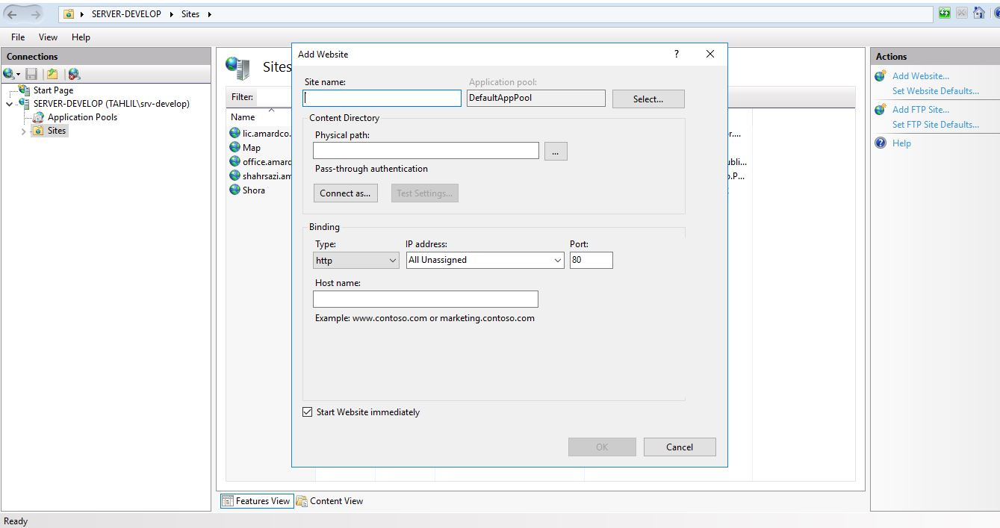 SERVER-DEVELOP Sites
File View Help
Connections
Start Page
SERVER-DEVELOP (TAHLIL\srv-develop)
Application Pools
Sites
Sites
Filter:
Name
lic.amardco.
Map
office.amard
shahrsazi.am
Shora
r....
ubli...
o.P...
Add Website
?
Site name:
Application pool:
DefaultAppPool
Select...
Content Directory
Physical path:
...
Pass-through authentication
Connect as...
Test Settings...
Binding
Type:
IP address:
Port:
http
All Unassigned
80
Host name:
Example: www.contoso.com or marketing.contoso.com
Start Website immediately
OK
Cancel
Features View
Content View
Actions
Add Website...
Set Website Defaults...
Add FTP Site...
Set FTP Site Defaults...
Help
Ready